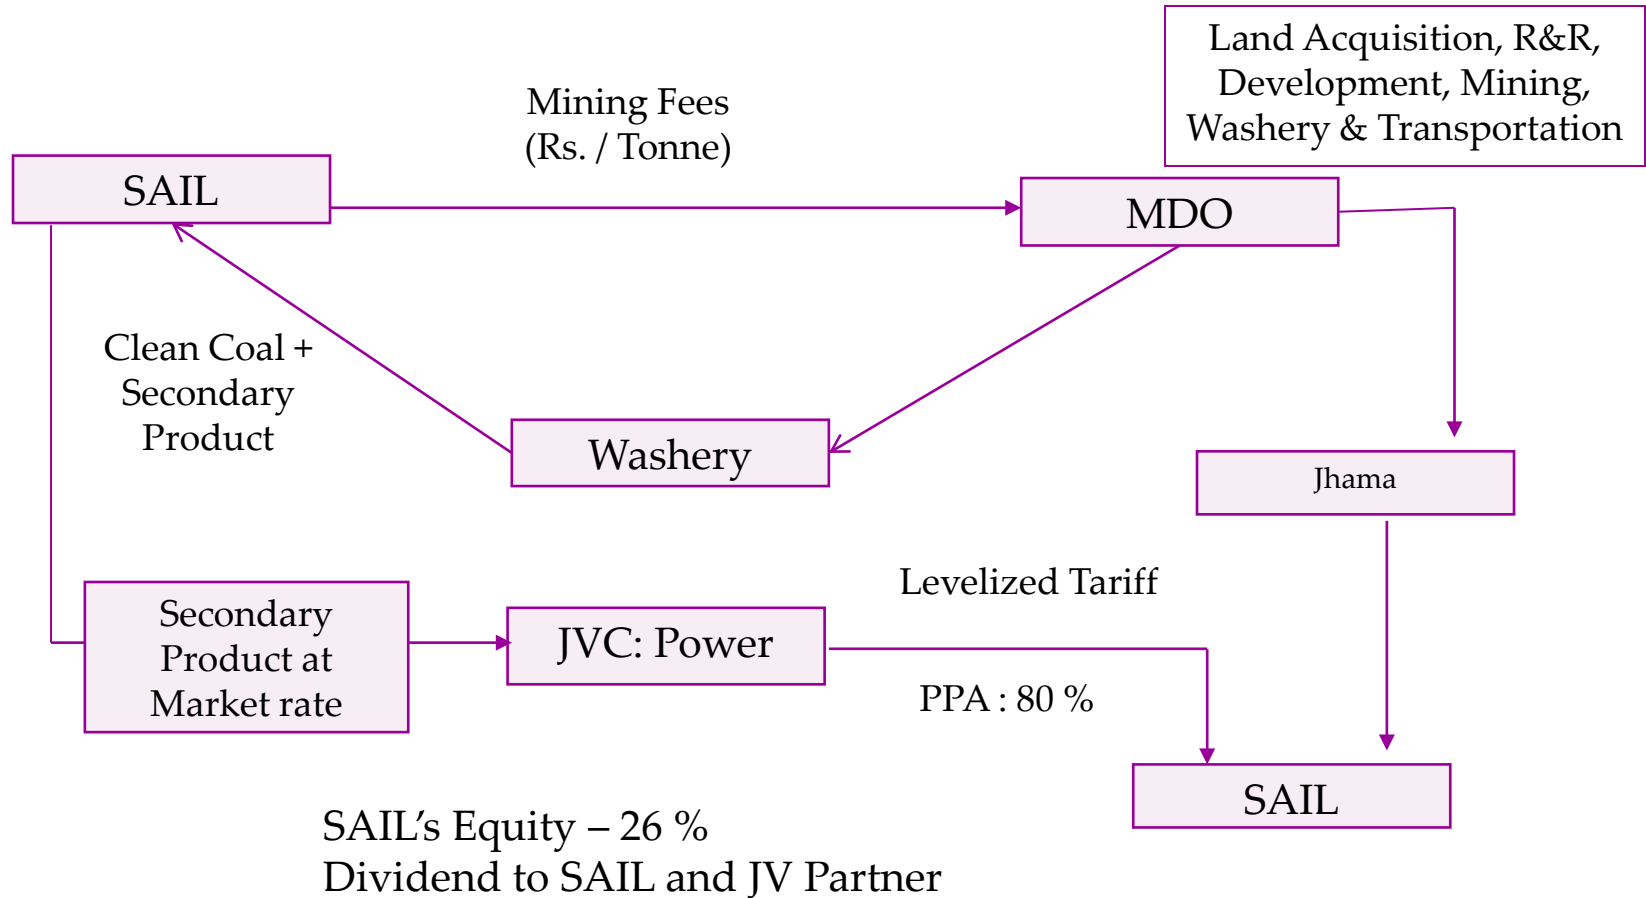 Land Acquisition, R&R,
Development, Mining,
Washery & Transportation
Mining Fees
(Rs. / Tonne)
SAIL
MDO
Clean Coal +
Secondary
Product
Washery
Jhama
Levelized Tariff
Secondary
Product at
Market rate
JVC: Power
PPA : 80 %
SAIL
SAIL’s Equity – 26 %
Dividend to SAIL and JV Partner